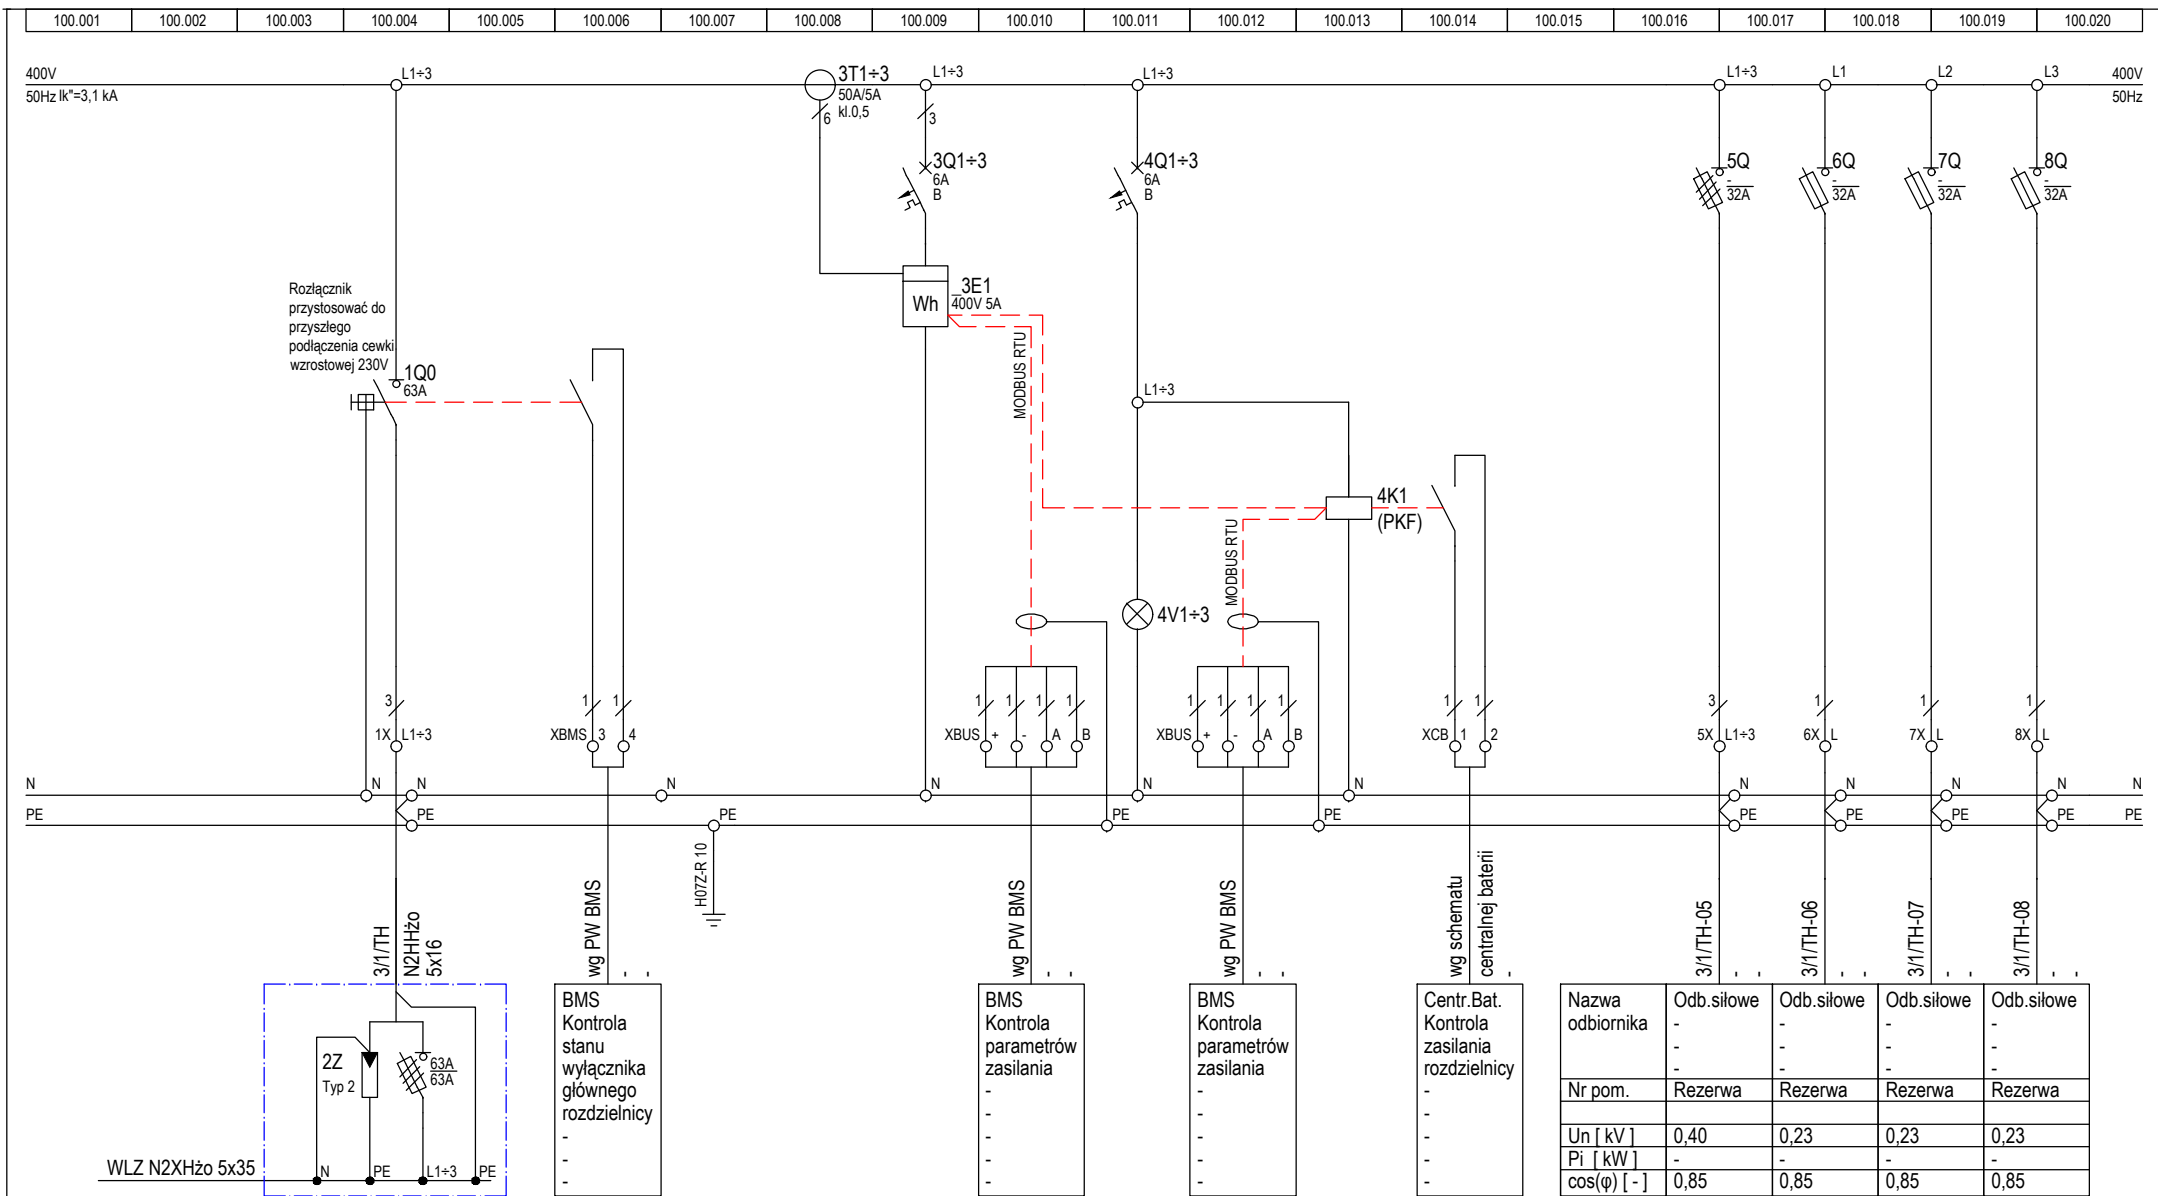 100.001 100.002 100.003 100.004 100.005 100.006 100.007 100.008 100.009 100.010 100.011 100.012 100.013 100.014 100.015 100.016 100.017 100.018 100.019 100.020
400V
50Hz Ik"=3,1 kA
L1÷3
3T1÷3
50A/5A
kl.0,5
6
L1÷3
3
L1÷3
L1÷3
L1
L2
L3
400V
50Hz
3Q1÷3
6A
B
4Q1÷3
6A
B
5Q
-
32A
6Q
-
32A
7Q
-
32A
8Q
-
32A
Rozłącznik
przystosować do
przyszłego
podłączenia cewki
wzrostowej 230V
1Q0
63A
Wh
3E1
400V 5A
MODBUS RTU
L1÷3
4K1
(PKF)
MODBUS RTU
4V1÷3
3
1X L1÷3
1 1
XBMS 3 4
1 1 1 1
XBUS + - A B
1 1 1 1
XBUS + - A B
1 1
XCB 1 2
3
5X L1÷3
1
6X L
1
7X L
1
8X L
N N N N N N N N N N N N
PE PE PE PE PE PE PE PE PE PE
3/1/TH
N2HHżo
5x16
wg PW BMS
- -
H07Z-R 10
wg PW BMS
- -
wg PW BMS
- -
wg schematu
centralnej baterii
-
3/1/TH-05
- -
3/1/TH-06
- -
3/1/TH-07
- -
3/1/TH-08
- -
2Z
Typ 2
63A
63A
WLZ N2XHżo 5x35
N PE L1÷3 PE
BMS
Kontrola
stanu
wyłącznika
głównego
rozdzielnicy
-
-
-
BMS
Kontrola
parametrów
zasilania
-
-
-
-
-
BMS
Kontrola
parametrów
zasilania
-
-
-
-
-
Centr.Bat.
Kontrola
zasilania
rozdzielnicy
-
-
-
-
-
Nazwa Odb.siłowe Odb.siłowe Odb.siłowe Odb.siłowe
odbiornika - - - -
- - - -
- - - -
Nr pom. Rezerwa Rezerwa Rezerwa Rezerwa
Un [ kV ] 0,40 0,23 0,23 0,23
Pi [ kW ] - - - -
cos(φ) [ - ] 0,85 0,85 0,85 0,85